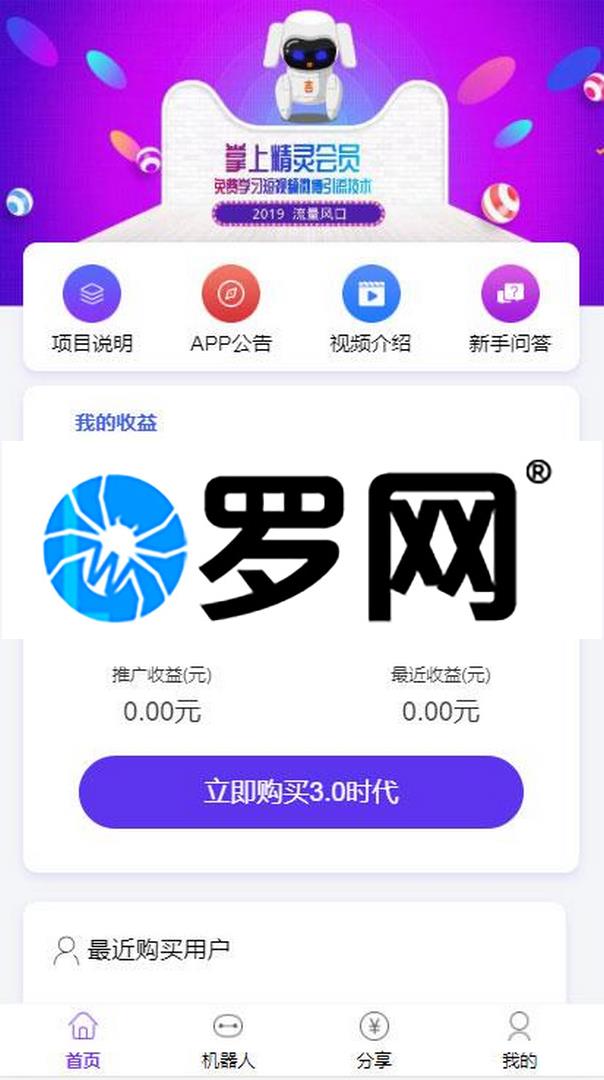 吉
掌上精灵会员
免费学习短视频微博引流技术
2019 流量风口
项目说明
APP公告
视频介绍
新手问答
我的收益
罗网®
推广收益(元)
最近收益(元)
0.00元
0.00元
立即购买3.0时代
最近购买用户
首页
机器人
分享
我的